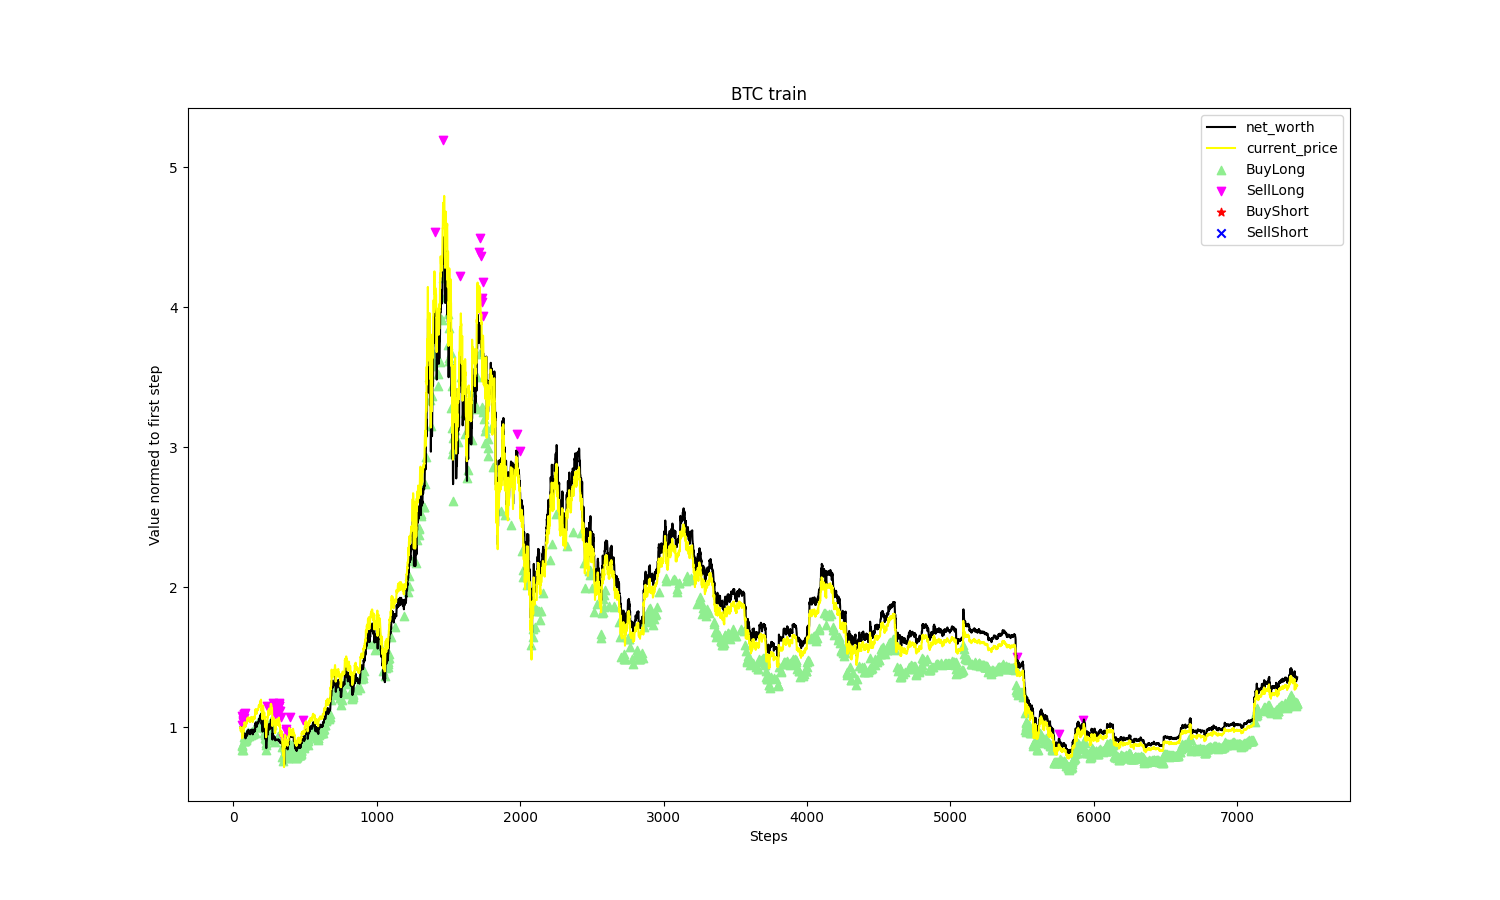 BTC train
net_worth
current_price
BuyLong
SellLong
BuyShort
SellShort
5
4
3
2
1
Value normed to first step
0 1000 2000 3000 4000 5000 6000 7000
Steps